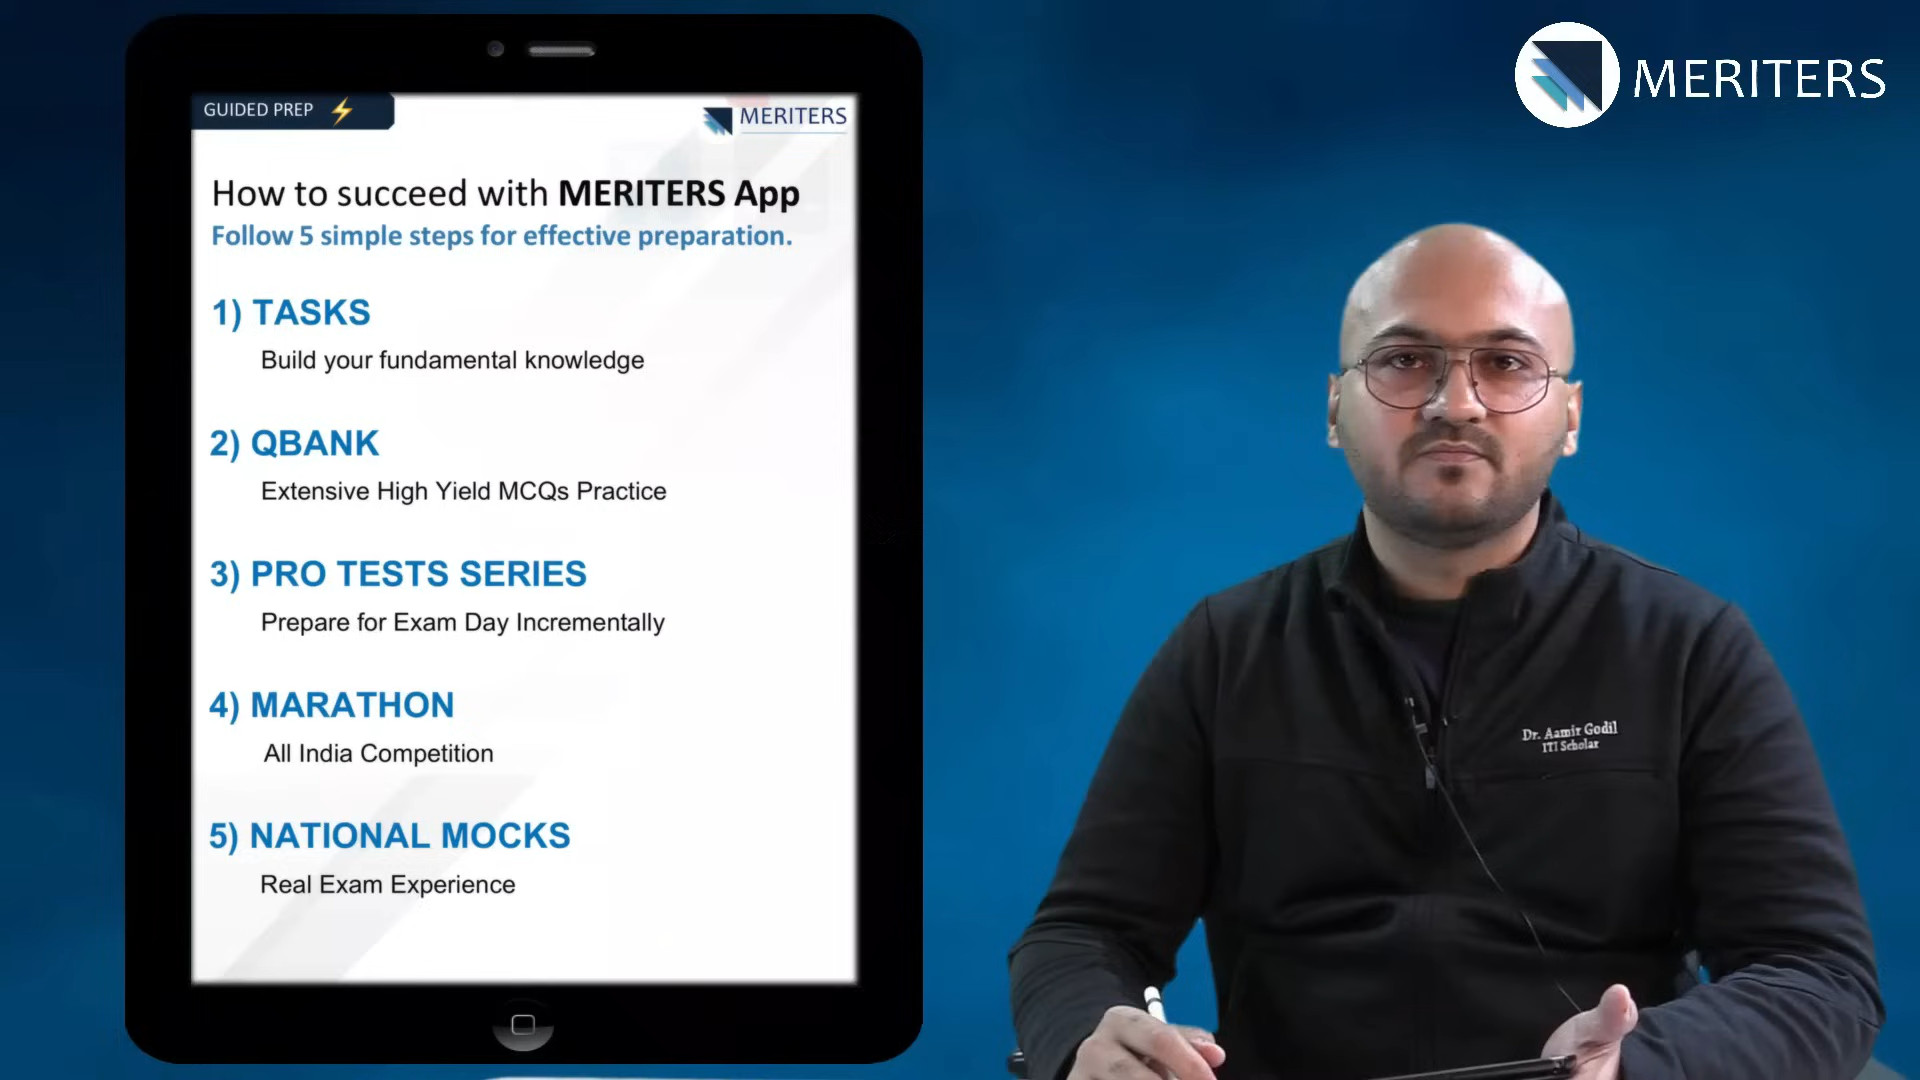 GUIDED PREP
MERITERS
How to succeed with MERITERS App
Follow 5 simple steps for effective preparation.
1) TASKS
Build your fundamental knowledge
2) QBANK
Extensive High Yield MCQs Practice
3) PRO TESTS SERIES
Prepare for Exam Day Incrementally
4) MARATHON
All India Competition
5) NATIONAL MOCKS
Real Exam Experience
MERITERS
Dr. Aamir Godil
ITI Scholar